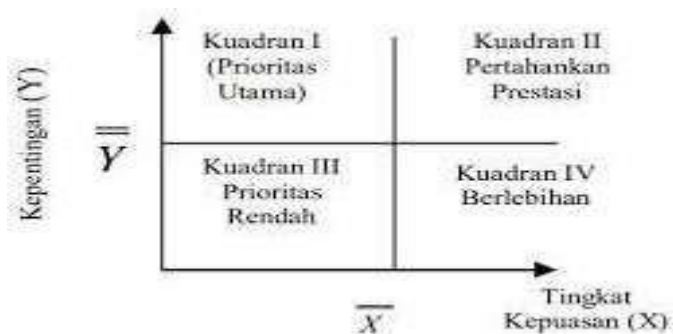 Kuadran I
(Prioritas
Utama)
Kuadran II
Pertahankan
Prestasi
Kepentingan (Y)
Y
Kuadran III
Prioritas
Rendah
Kuadran IV
Berlebihan
X
Tingkat
Kepuasan (X)